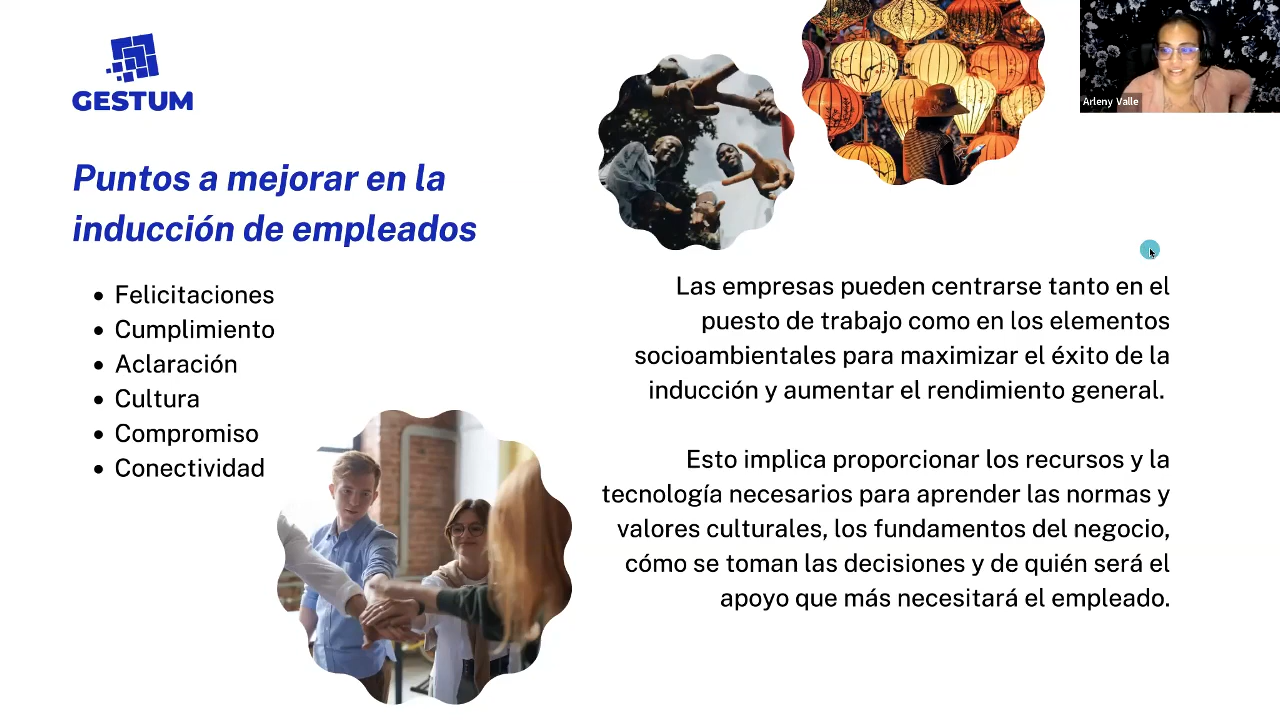 GESTUM
Puntos a mejorar en la
inducción de empleados
• Felicitaciones
• Cumplimiento
• Aclaración
• Cultura
• Compromiso
• Conectividad
Las empresas pueden centrarse tanto en el
puesto de trabajo como en los elementos
socioambientales para maximizar el éxito de la
inducción y aumentar el rendimiento general.
Esto implica proporcionar los recursos y la
tecnología necesarios para aprender las normas y
valores culturales, los fundamentos del negocio,
cómo se toman las decisiones y de quién será el
apoyo que más necesitará el empleado.
Arleny Valle